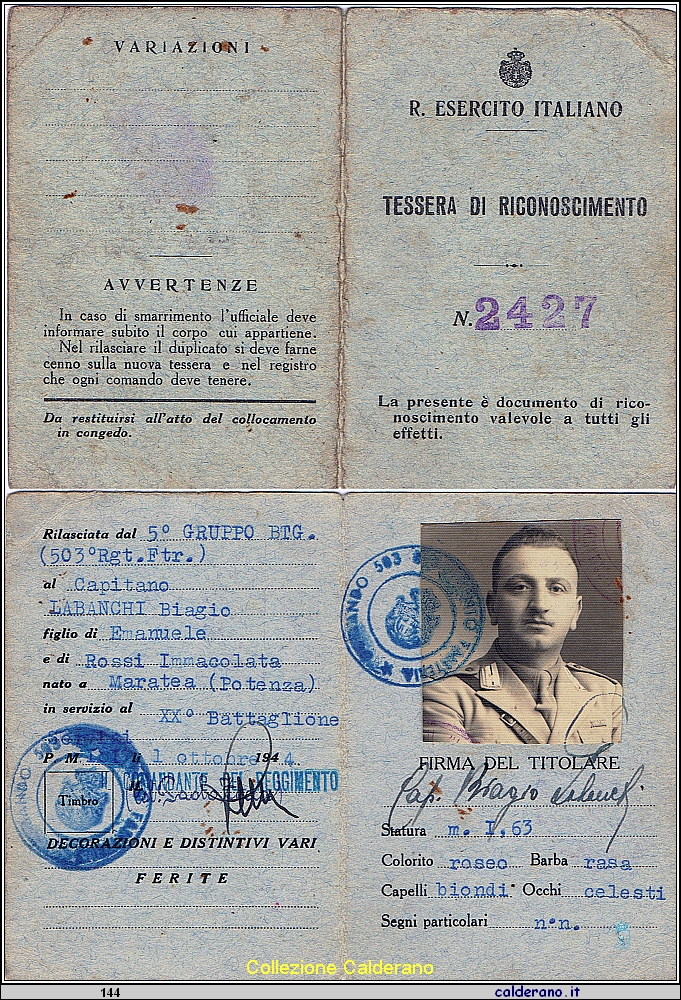 VARIAZIONI
AVVERTENZE
In caso di smarrimento l'ufficiale deve
informare subito il corpo cui appartiene.
Nel rilasciare il duplicato si deve farne
cenno sulla nuova tessera e nel registro
che ogni comando deve tenere.
Da restituirsi all'atto del collocamento
in congedo.
R. ESERCITO ITALIANO
TESSERA DI RICONOSCIMENTO
N. 2427
La presente è documento di rico-
noscimento valevole a tutti gli
effetti.
Rilasciata dal 5° GRUPPO BTG.
(503°Rgt.Ftr.)
al Capitano
LABANCHI Biagio
figlio di Emanuele
e di Rossi Immacolata
nato a Maratea (Potenza)
in servizio al XX° Battaglione
P. M. li 1 ottobre 1944
IL COMANDANTE DEL REGGIMENTO
Timbro
DECORAZIONI E DISTINTIVI VARI
FERITE
COMANDO 503 FANTERIA
FIRMA DEL TITOLARE
Cap. Biagio Labanchi
Statura m. I,63
Colorito roseo Barba rasa
Capelli biondi Occhi celesti
Segni particolari n.n.
Collezione Calderano
144
calderano.it